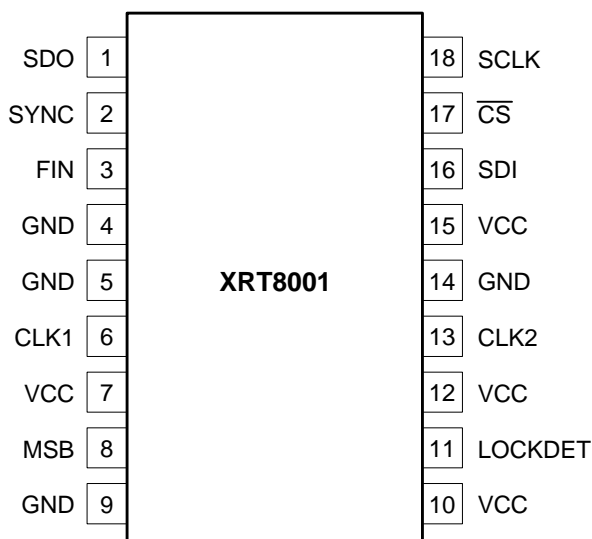 SDO 1 18 SCLK
SYNC 2 17 C̅S̅
FIN 3 16 SDI
GND 4 15 VCC
GND 5 XRT8001 14 GND
CLK1 6 13 CLK2
VCC 7 12 VCC
MSB 8 11 LOCKDET
GND 9 10 VCC